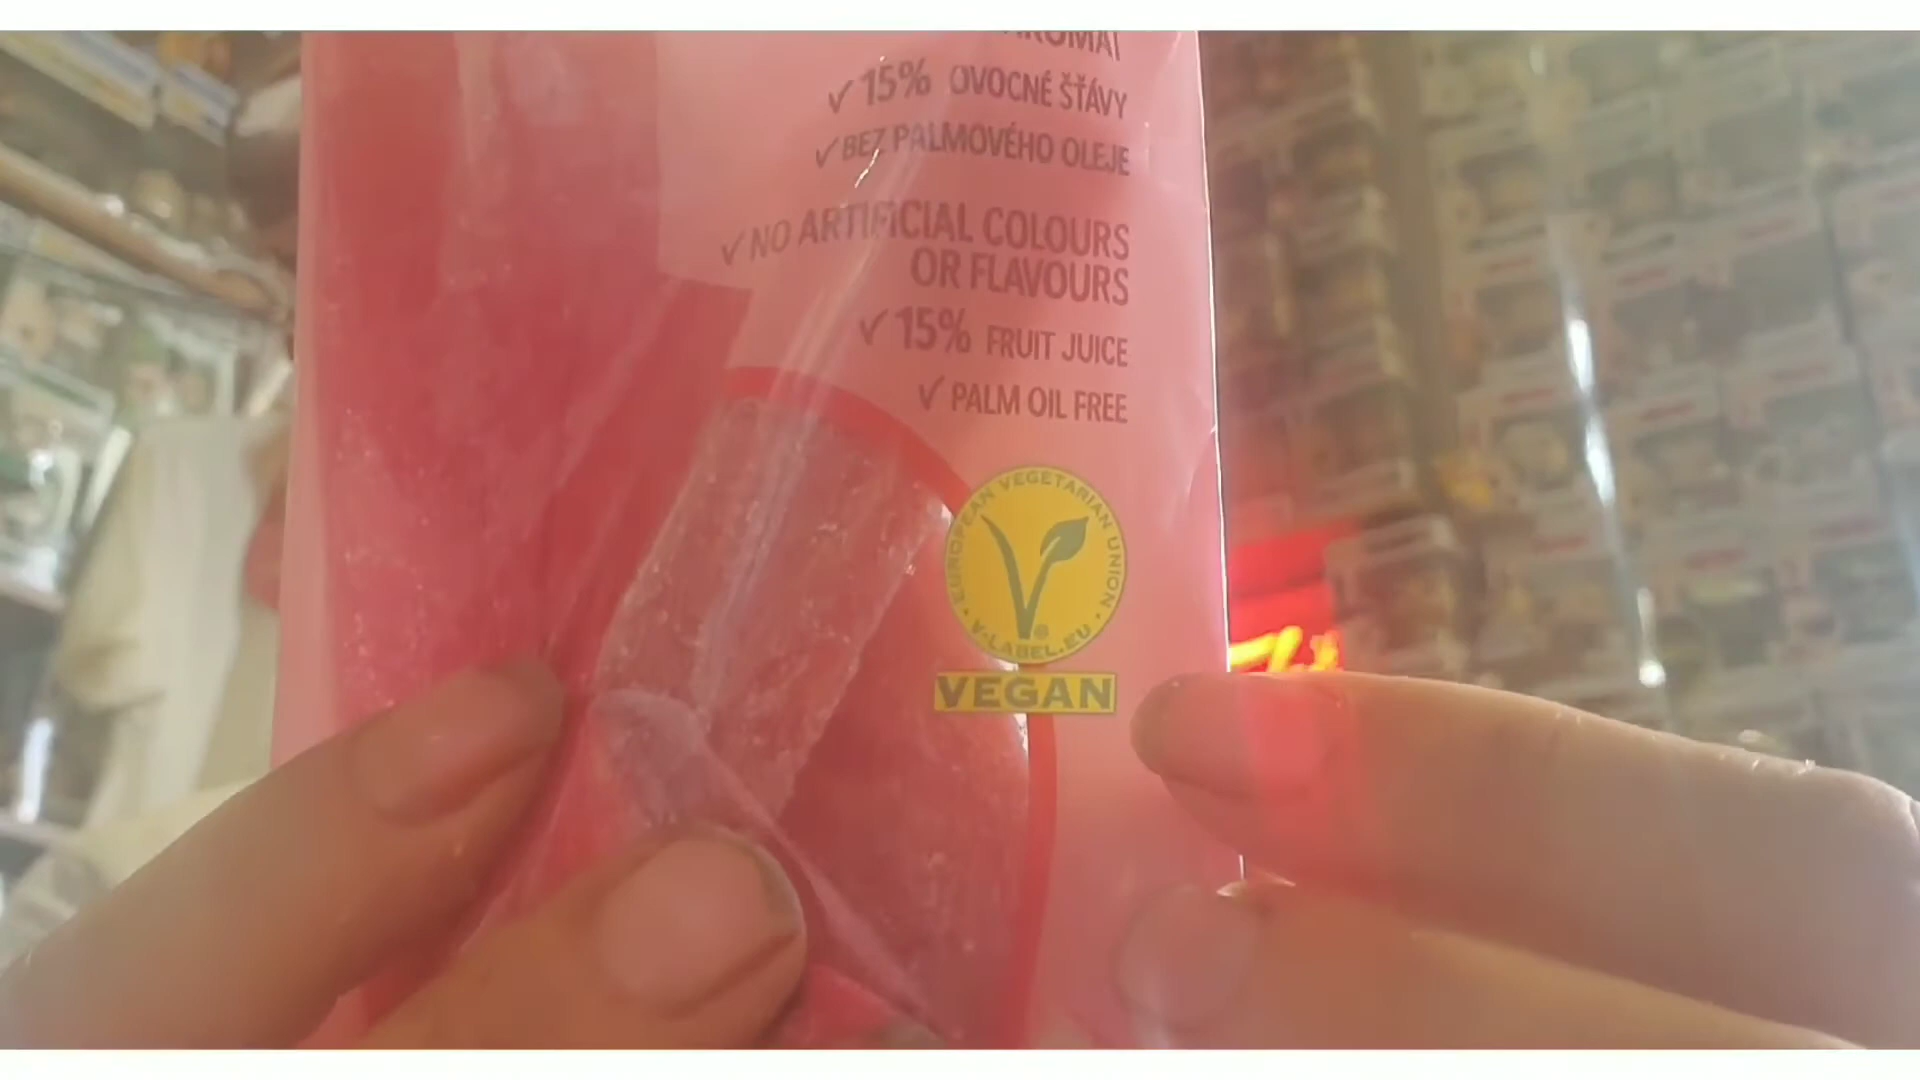 ✓ 15% OVOCNÉ ŠŤÁVY
✓ BEZ PALMOVÉHO OLEJE
✓ NO ARTIFICIAL COLOURS
OR FLAVOURS
✓ 15% FRUIT JUICE
✓ PALM OIL FREE
EUROPEAN VEGETARIAN UNION
V-LABEL.EU
VEGAN